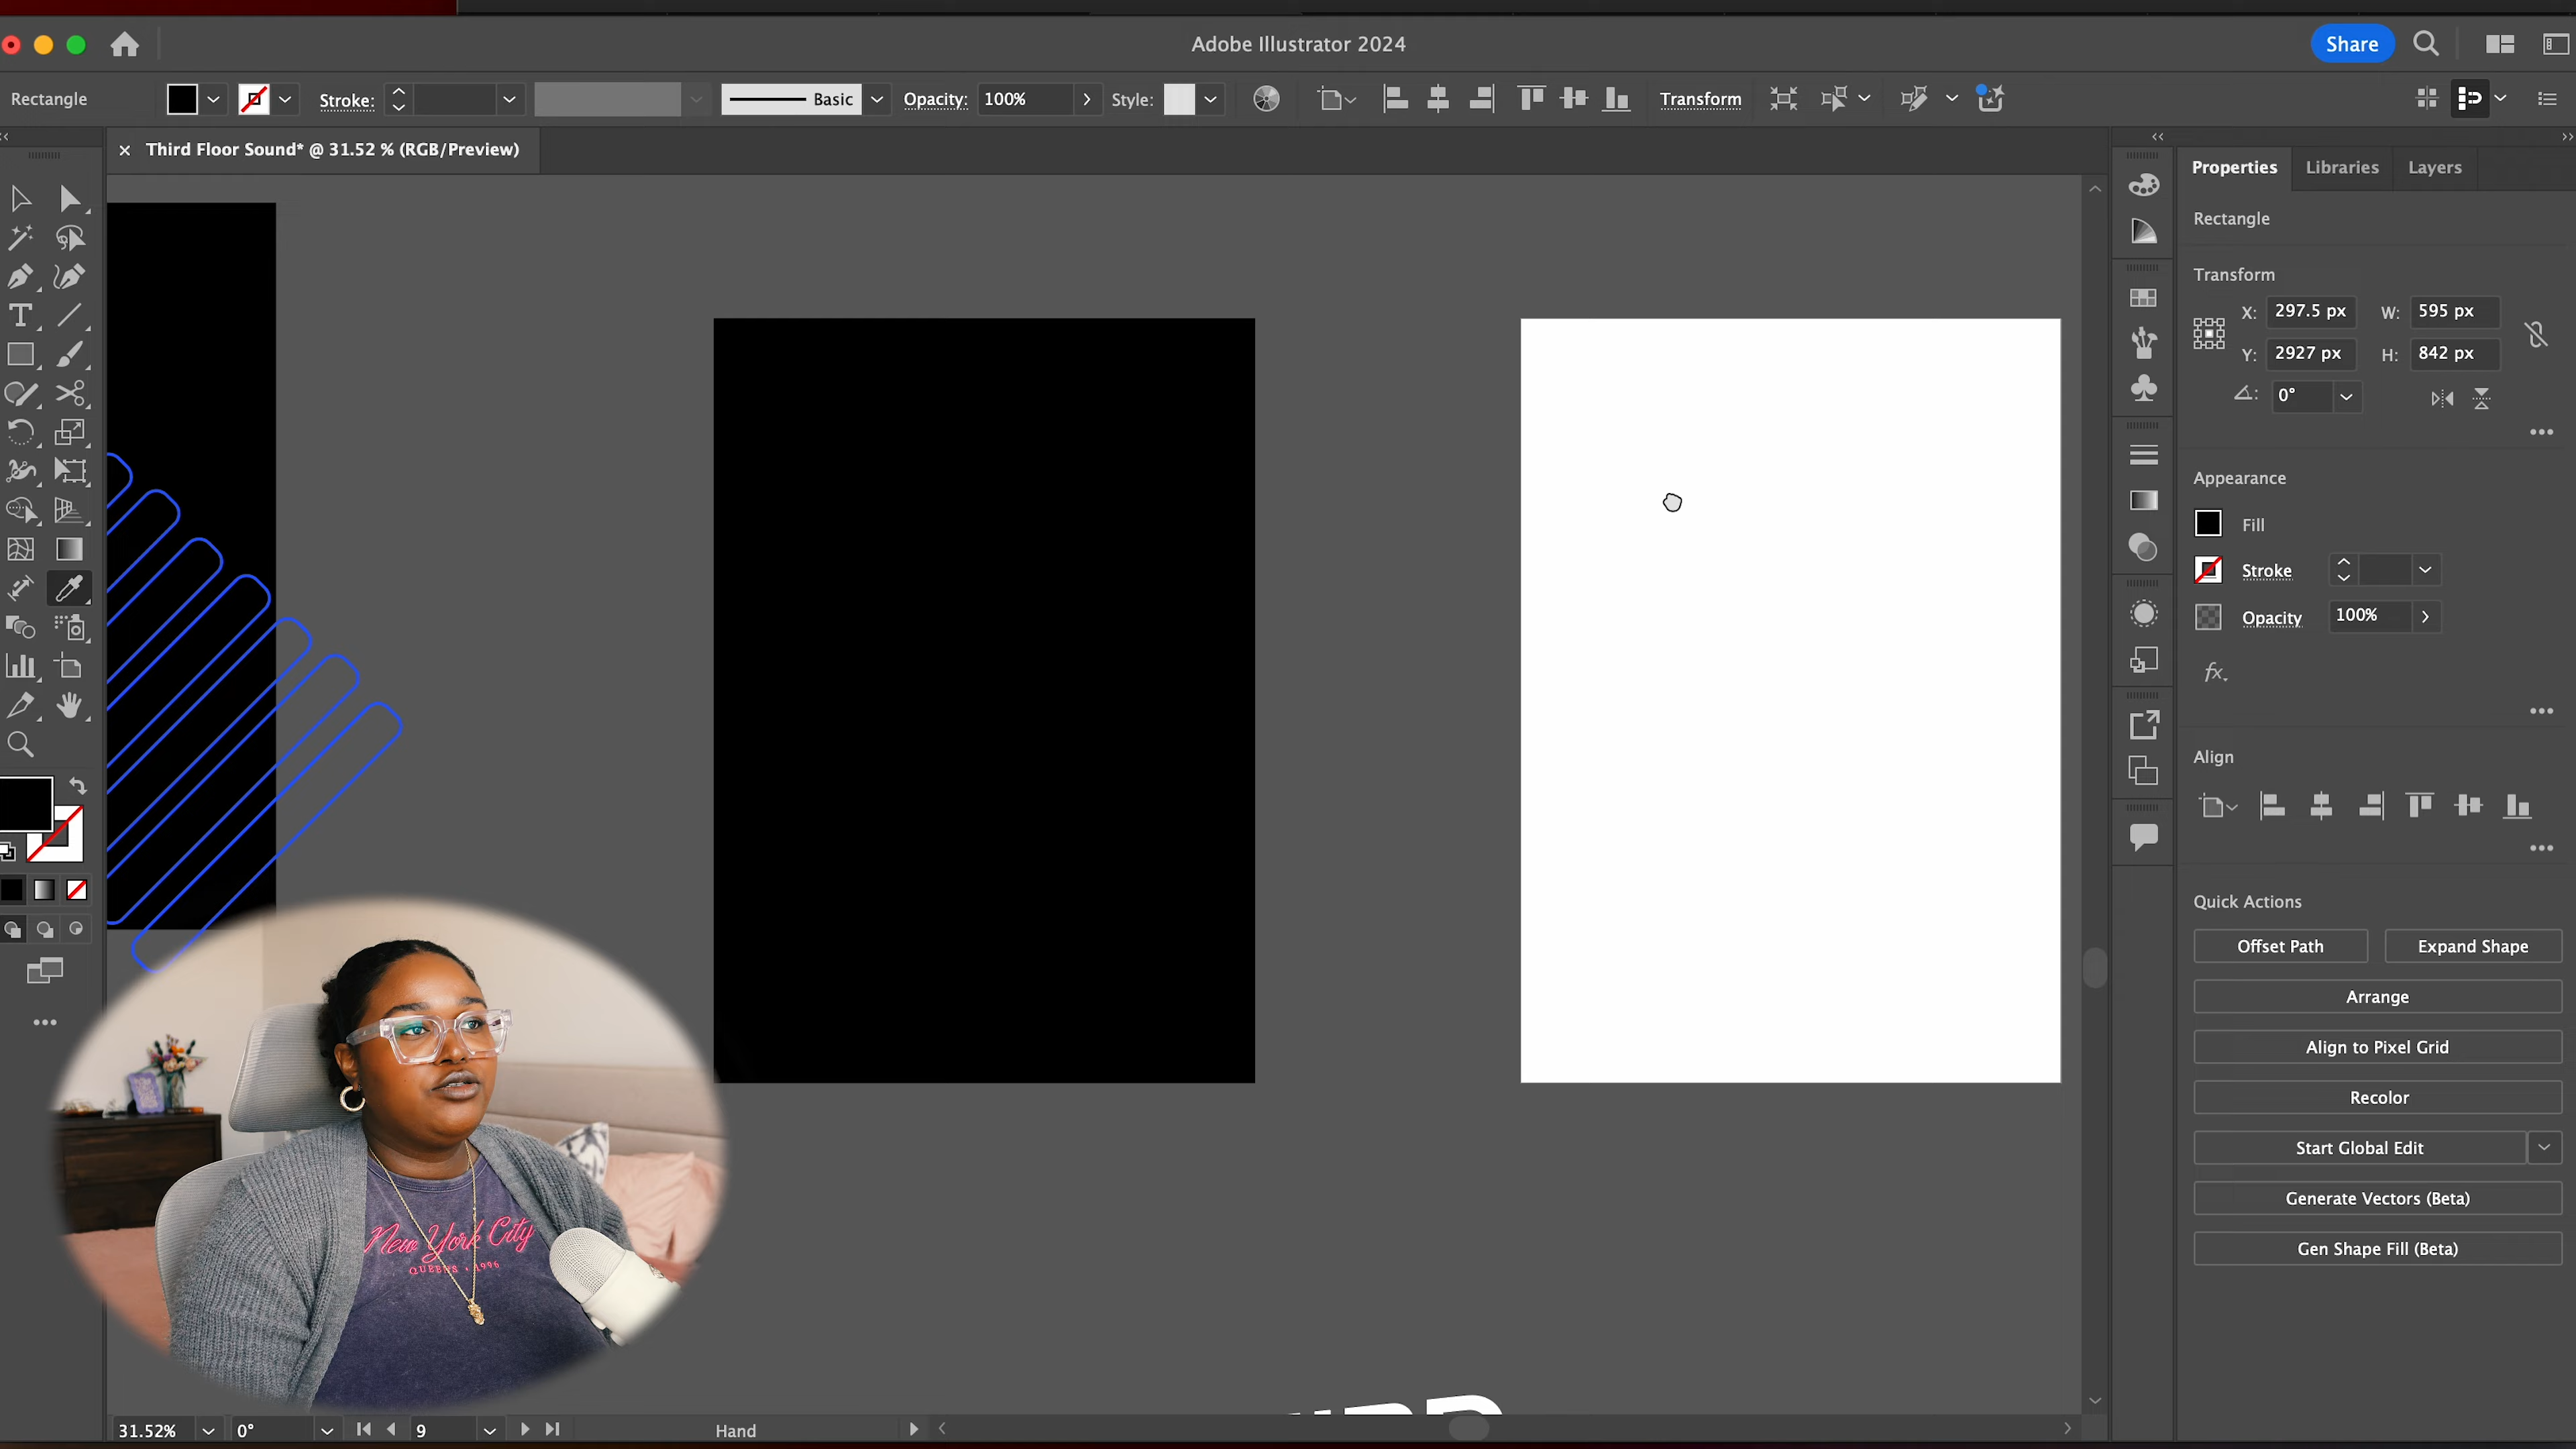 Adobe Illustrator 2024
Share
Rectangle
Stroke:
Basic
Opacity:
100%
Style:
Transform
× Third Floor Sound* @ 31.52 % (RGB/Preview)
Properties
Libraries
Layers
Rectangle
Transform
X: 297.5 px
W: 595 px
Y: 2927 px
H: 842 px
0°
Appearance
Fill
Stroke
Opacity
100%
fx
Align
Quick Actions
Offset Path
Expand Shape
Arrange
Align to Pixel Grid
Recolor
Start Global Edit
Generate Vectors (Beta)
Gen Shape Fill (Beta)
New York City
QUEENS • 1996
31.52%
0°
9
Hand